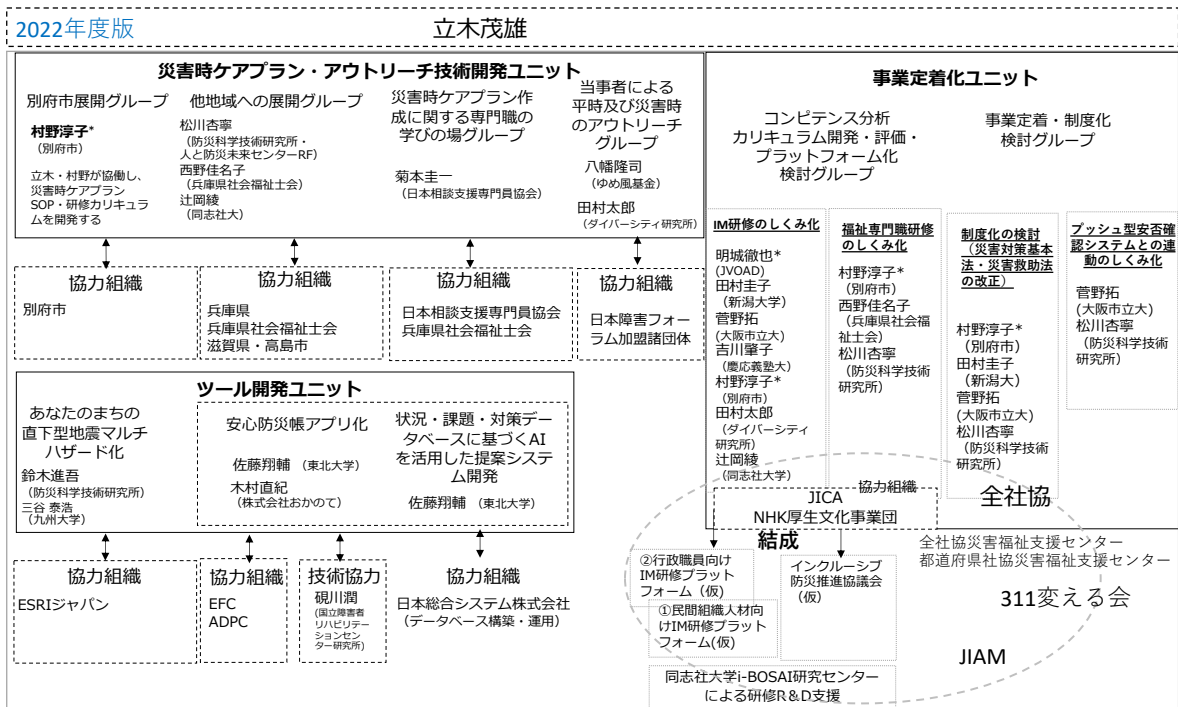 2022年度版
立木茂雄
災害時ケアプラン・アウトリーチ技術開発ユニット
別府市展開グループ
村野淳子*
(別府市)
立木・村野が協働し、
災害時ケアプラン
SOP・研修カリキュラ
ムを開発する
他地域への展開グループ
松川杏寧
(防災科学技術研究所・
人と防災未来センターRF)
西野佳名子
(兵庫県社会福祉士会)
辻岡綾
(同志社大)
災害時ケアプラン作
成に関する専門職の
学びの場グループ
菊本圭一
(日本相談支援専門員協会)
当事者による
平時及び災害時
のアウトリーチ
グループ
八幡隆司
(ゆめ風基金)
田村太郎
(ダイバーシティ研究所)
協力組織
別府市
協力組織
兵庫県
兵庫県社会福祉士会
滋賀県・高島市
協力組織
日本相談支援専門員協会
兵庫県社会福祉士会
協力組織
日本障害フォー
ラム加盟諸団体
ツール開発ユニット
あなたのまちの
直下型地震マルチ
ハザード化
鈴木進吾
(防災科学技術研究所)
三谷 泰浩
(九州大学)
安心防災帳アプリ化
佐藤翔輔 (東北大学)
木村直紀
(株式会社おかのて)
状況・課題・対策デー
タベースに基づくAI
を活用した提案システ
ム開発
佐藤翔輔 (東北大学)
協力組織
ESRIジャパン
協力組織
EFC
ADPC
技術協力
硯川潤
(国立障害者
リハビリテー
ションセン
ター研究所)
協力組織
日本総合システム株式会社
(データベース構築・運用)
事業定着化ユニット
コンピテンス分析
カリキュラム開発・評価・
プラットフォーム化
検討グループ
事業定着・制度化
検討グループ
IM研修のしくみ化
明城徹也*
(JVOAD)
田村圭子
(新潟大学)
菅野拓
(大阪市立大)
吉川肇子
(慶応義塾大)
村野淳子*
(別府市)
田村太郎
(ダイバーシティ
研究所)
辻岡綾
(同志社大学)
福祉専門職研修
のしくみ化
村野淳子*
(別府市)
西野佳名子
(兵庫県社会福
祉士会)
松川杏寧
(防災科学技術
研究所)
制度化の検討
(災害対策基本
法・災害救助法
の改正)
村野淳子*
(別府市)
田村圭子
(新潟大)
菅野拓
(大阪市立大)
松川杏寧
(防災科学技術
研究所)
プッシュ型安否確
認システムとの連
動のしくみ化
菅野拓
(大阪市立大)
松川杏寧
(防災科学技術
研究所)
協力組織
JICA
NHK厚生文化事業団
全社協
結成
全社協災害福祉支援センター
都道府県社協災害福祉支援センター
②行政職員向け
IM研修プラット
フォーム(仮)
①民間組織人材向
けIM研修プラット
フォーム(仮)
インクルーシブ
防災推進協議会
(仮)
311変える会
JIAM
同志社大学i-BOSAI研究センター
による研修R&D支援